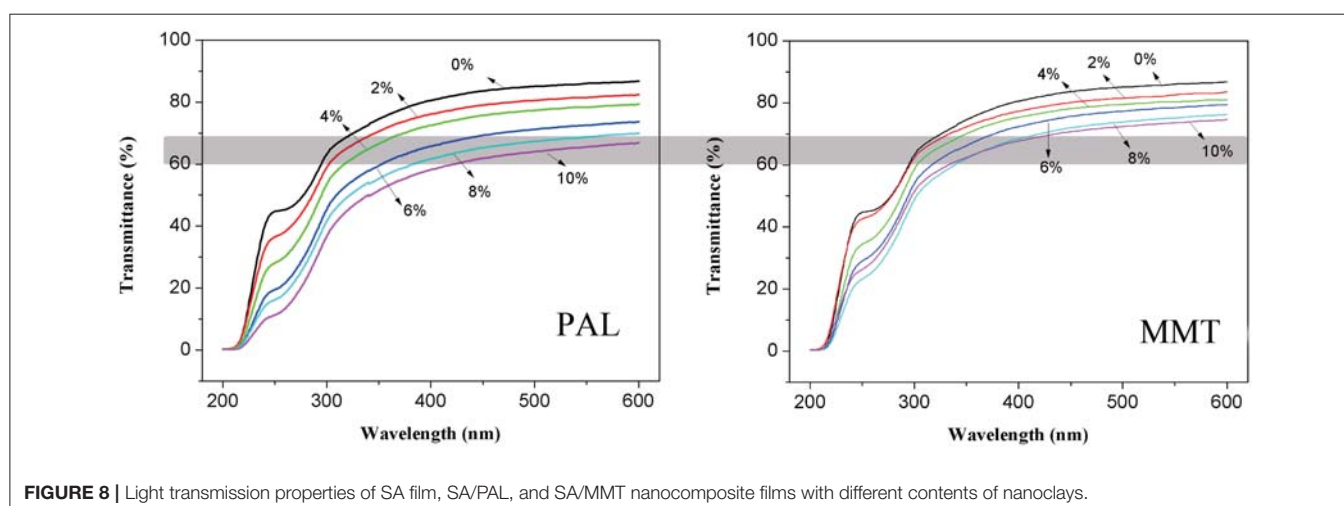 100
80
60
40
20
0
Transmittance (%)
0%
2%
4%
6%
8%
10%
PAL
200 300 400 500 600
Wavelength (nm)
100
80
60
40
20
0
Transmittance (%)
0%
2%
4%
6%
8%
10%
MMT
200 300 400 500 600
Wavelength (nm)
FIGURE 8 | Light transmission properties of SA film, SA/PAL, and SA/MMT nanocomposite films with different contents of nanoclays.